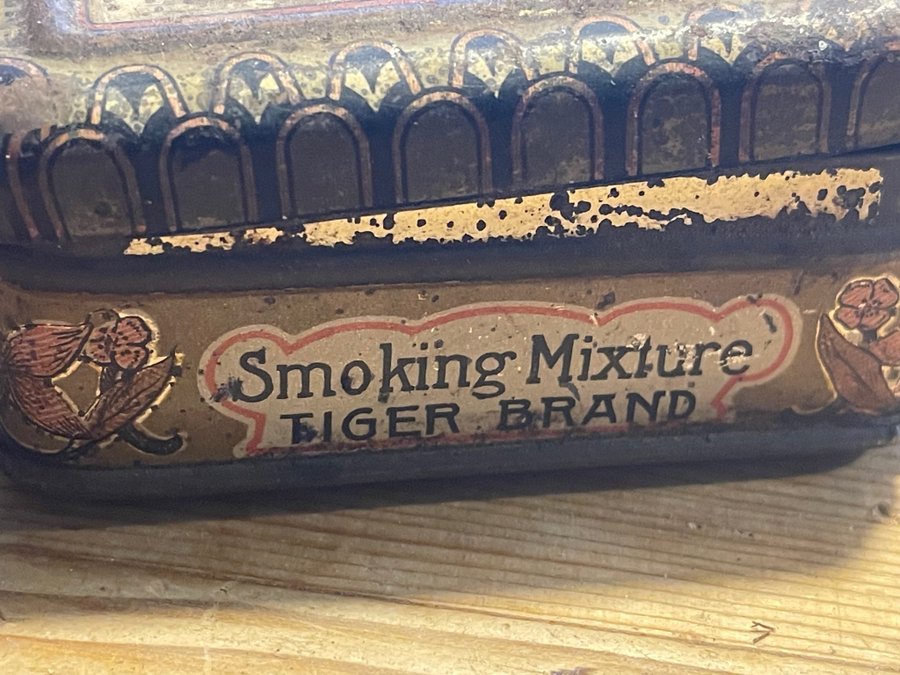 Smoking Mixture
TIGER BRAND